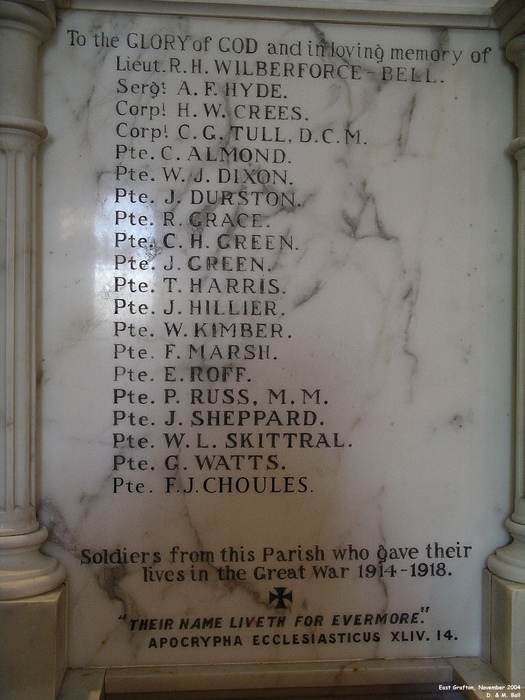 To the GLORY of GOD and in loving memory of
Lieut. R. H. WILBERFORCE - BELL.
Sergt A. F. HYDE.
Corpl H. W. CREES.
Corpl C. G. TULL, D.C.M.
Pte. C. ALMOND.
Pte. W. J. DIXON.
Pte. J. DURSTON.
Pte. R. GRACE.
Pte. C. H. GREEN.
Pte. J. GREEN.
Pte. T. HARRIS.
Pte. J. HILLIER.
Pte. W. KIMBER.
Pte. F. MARSH.
Pte. E. ROFF.
Pte. P. RUSS, M. M.
Pte. J. SHEPPARD.
Pte. W. L. SKITTRAL.
Pte. G. WATTS.
Pte. F. J. CHOULES.
Soldiers from this Parish who gave their
lives in the Great War 1914-1918.
"THEIR NAME LIVETH FOR EVERMORE."
APOCRYPHA ECCLESIASTICUS XLIV. 14.
East Grafton, November 2004
D. & M. Ball